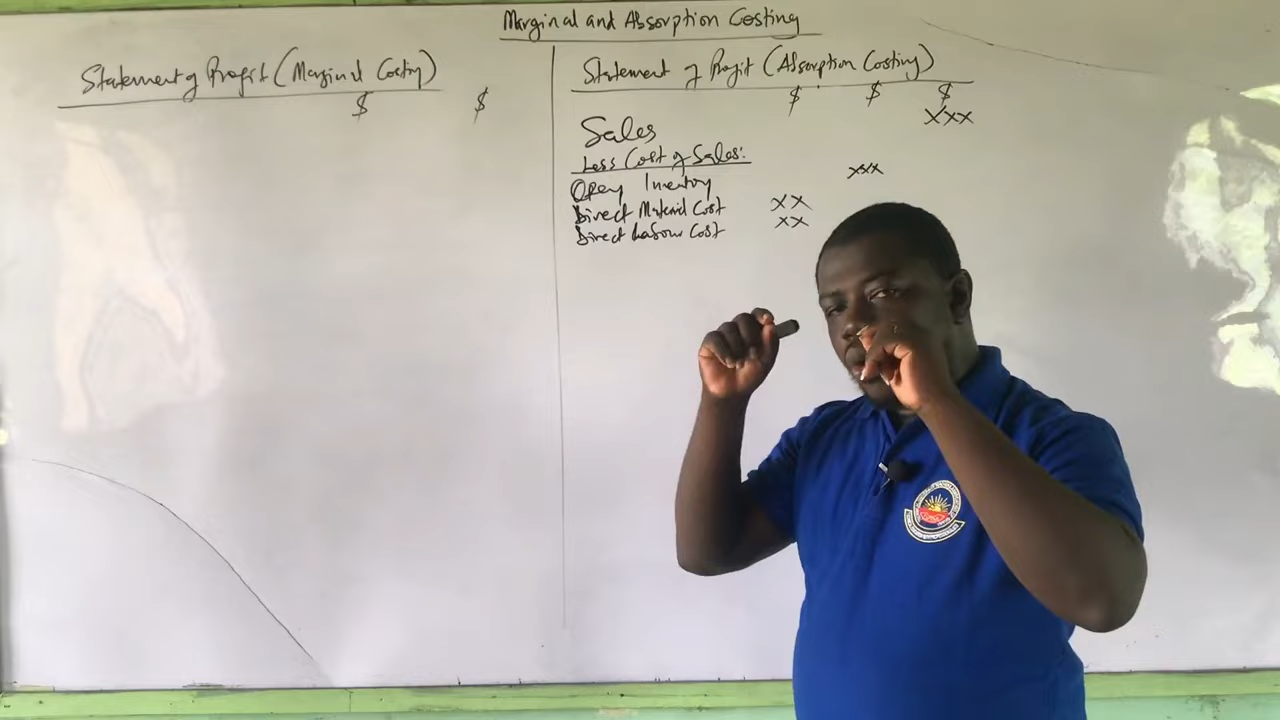 Marginal and Absorption Costing
Statement of Profit (Marginal Costing)
$ $
Statement of Profit (Absorption Costing)
$ $ $
Sales xxx
Less Cost of Sales:
Opening Inventory xxx
Direct Material Cost xx
Direct Labour Cost xx